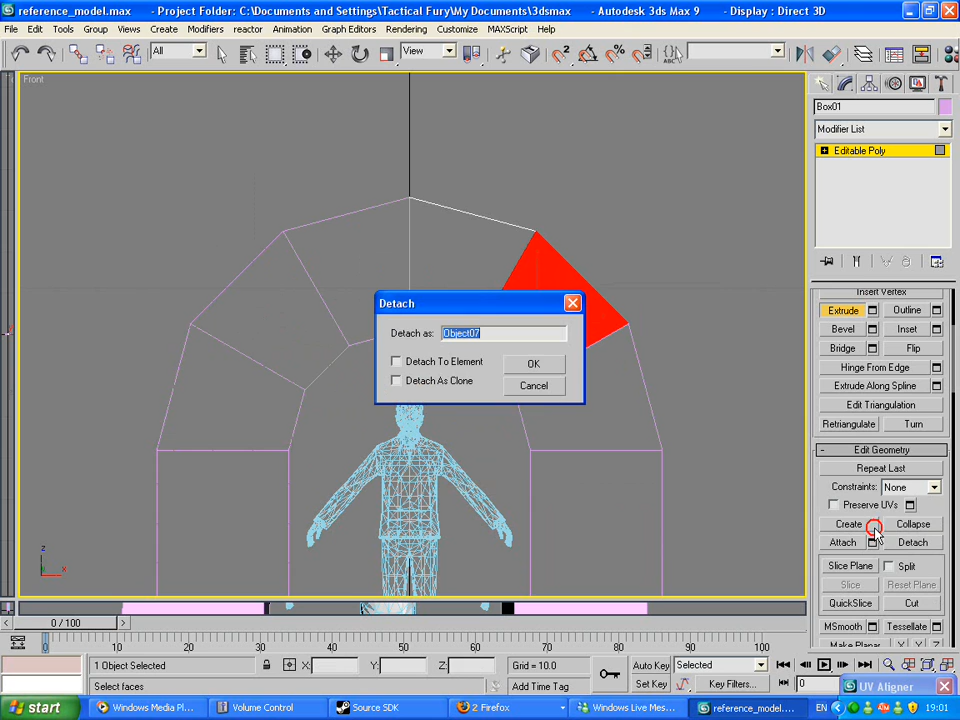 reference_model.max - Project Folder: C:\Documents and Settings\Tactical Fury\My Documents\3dsmax - Autodesk 3ds Max 9 - Display : Direct 3D
File Edit Tools Group Views Create Modifiers reactor Animation Graph Editors Rendering Customize MAXScript Help
All
View
Front
Box01
Modifier List
Editable Poly
Insert Vertex
Extrude Outline
Bevel Inset
Bridge Flip
Hinge From Edge
Extrude Along Spline
Edit Triangulation
Retriangulate Turn
- Edit Geometry
Repeat Last
Constraints: None
Preserve UVs
Create Collapse
Attach Detach
Slice Plane Split
Slice Reset Plane
QuickSlice Cut
MSmooth Tessellate
Make Planar X Y Z
Detach
Detach as: Object07
Detach To Element
OK
Detach As Clone
Cancel
z
x
0 / 100
0 10 20 30 40 50 60 70 80 90 100
1 Object Selected X: Y: Z: Grid = 10.0 Auto Key Selected
Select faces Add Time Tag Set Key Key Filters... 0
UV Aligner
start Windows Media Pl... Volume Control Source SDK 2 Firefox Windows Live Mess... reference_model.... EN 19:01